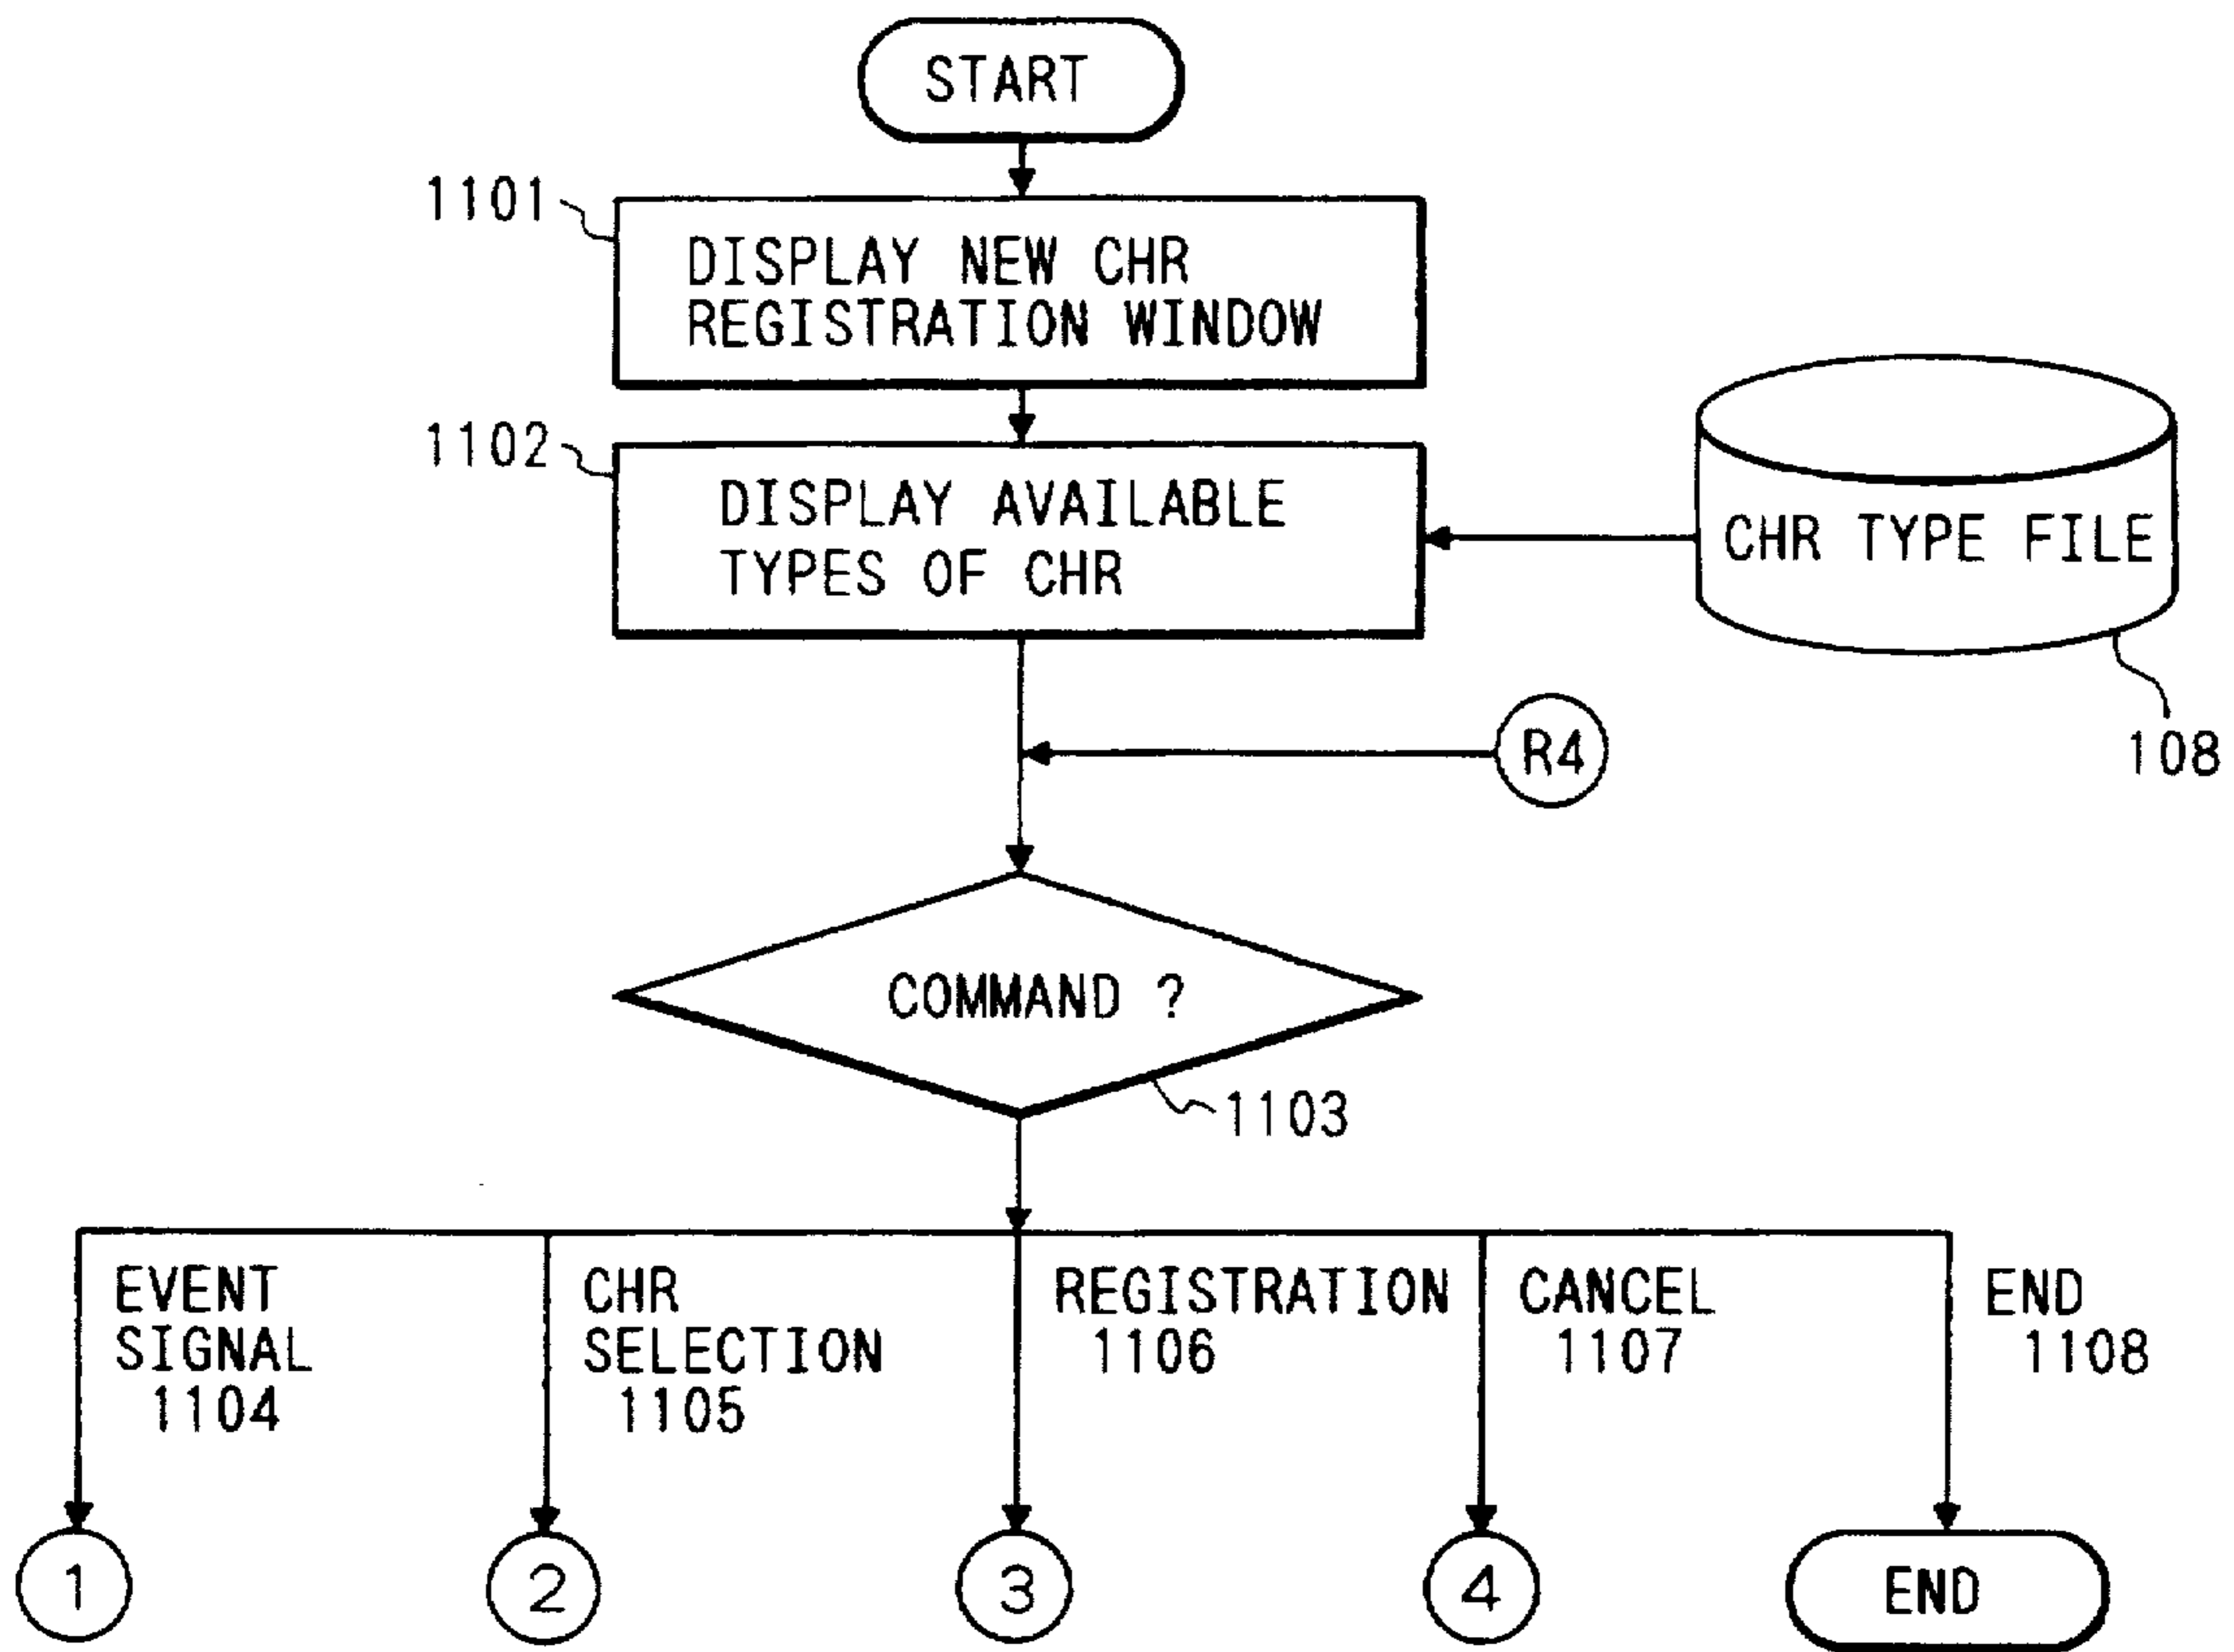 START
1101
DISPLAY NEW CHR
REGISTRATION WINDOW
1102
DISPLAY AVAILABLE
TYPES OF CHR
CHR TYPE FILE
108
R4
COMMAND ?
1103
EVENT
SIGNAL
1104
CHR
SELECTION
1105
REGISTRATION
1106
CANCEL
1107
END
1108
1
2
3
4
END